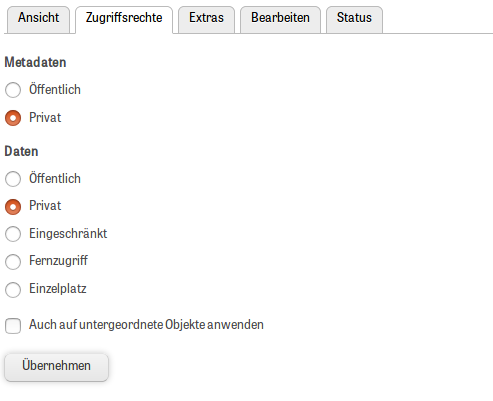 Ansicht Zugriffsrechte Extras Bearbeiten Status
Metadaten
Öffentlich
Privat
Daten
Öffentlich
Privat
Eingeschränkt
Fernzugriff
Einzelplatz
Auch auf untergeordnete Objekte anwenden
Übernehmen